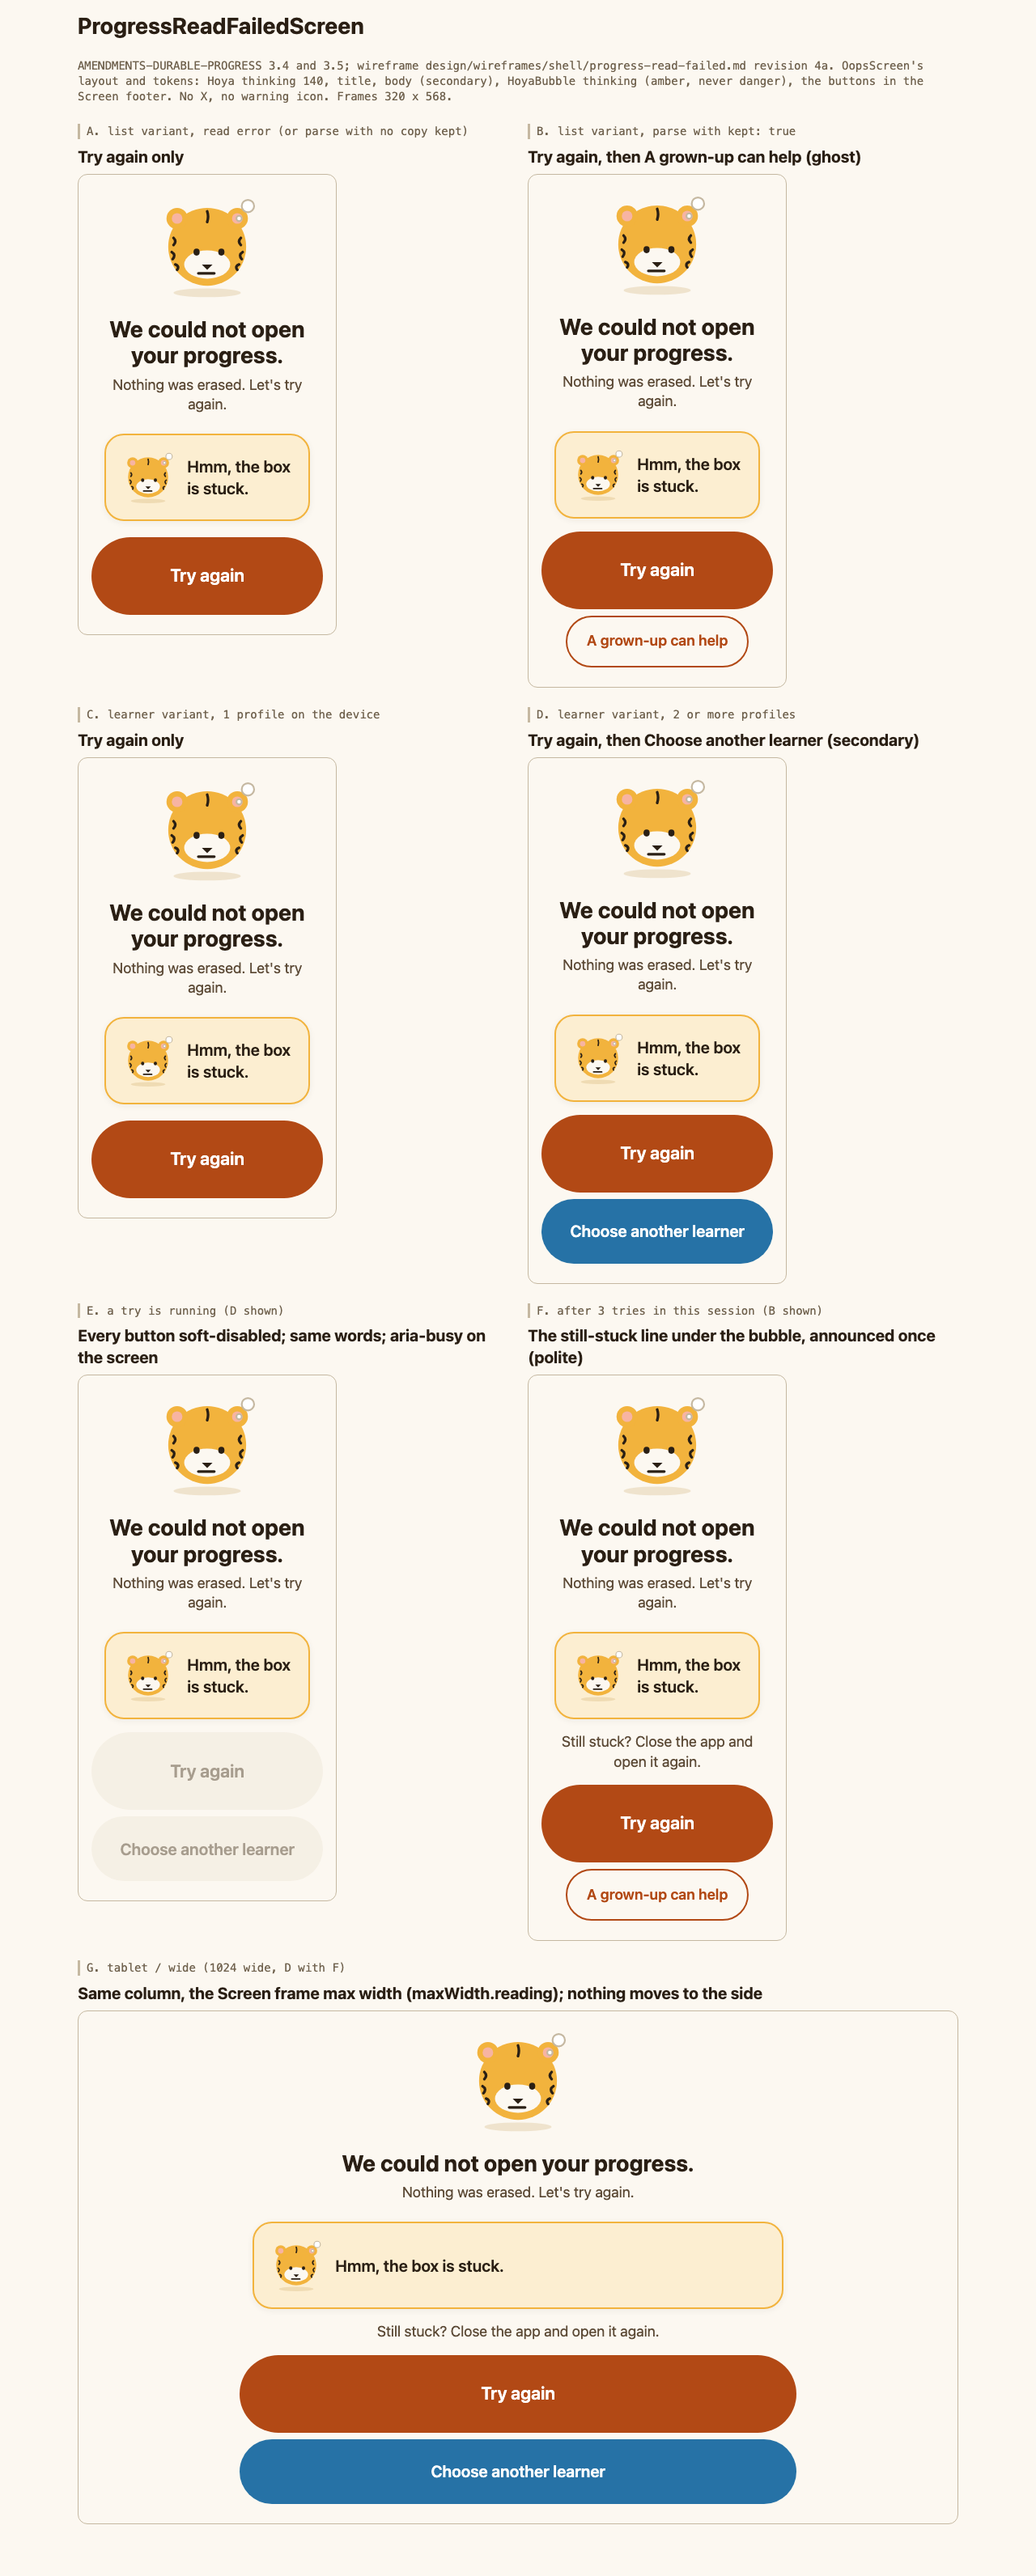 ProgressReadFailedScreen
AMENDMENTS-DURABLE-PROGRESS 3.4 and 3.5; wireframe design/wireframes/shell/progress-read-failed.md revision 4a. OopsScreen's
layout and tokens: Hoya thinking 140, title, body (secondary), HoyaBubble thinking (amber, never danger), the buttons in the
Screen footer. No X, no warning icon. Frames 320 x 568.
A. list variant, read error (or parse with no copy kept)
Try again only
We could not open
your progress.
Nothing was erased. Let's try
again.
Hmm, the box
is stuck.
Try again
B. list variant, parse with kept: true
Try again, then A grown-up can help (ghost)
We could not open
your progress.
Nothing was erased. Let's try
again.
Hmm, the box
is stuck.
Try again
A grown-up can help
C. learner variant, 1 profile on the device
Try again only
We could not open
your progress.
Nothing was erased. Let's try
again.
Hmm, the box
is stuck.
Try again
D. learner variant, 2 or more profiles
Try again, then Choose another learner (secondary)
We could not open
your progress.
Nothing was erased. Let's try
again.
Hmm, the box
is stuck.
Try again
Choose another learner
E. a try is running (D shown)
Every button soft-disabled; same words; aria-busy on
the screen
We could not open
your progress.
Nothing was erased. Let's try
again.
Hmm, the box
is stuck.
Try again
Choose another learner
F. after 3 tries in this session (B shown)
The still-stuck line under the bubble, announced once
(polite)
We could not open
your progress.
Nothing was erased. Let's try
again.
Hmm, the box
is stuck.
Still stuck? Close the app and
open it again.
Try again
A grown-up can help
G. tablet / wide (1024 wide, D with F)
Same column, the Screen frame max width (maxWidth.reading); nothing moves to the side
We could not open your progress.
Nothing was erased. Let's try again.
Hmm, the box is stuck.
Still stuck? Close the app and open it again.
Try again
Choose another learner